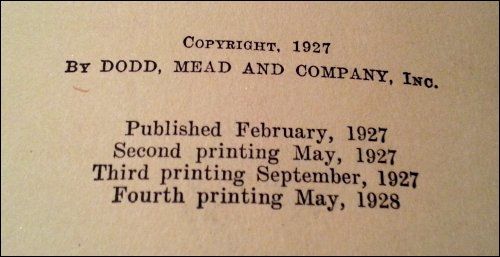 COPYRIGHT, 1927
BY DODD, MEAD AND COMPANY, INC.
Published February, 1927
Second printing May, 1927
Third printing September, 1927
Fourth printing May, 1928